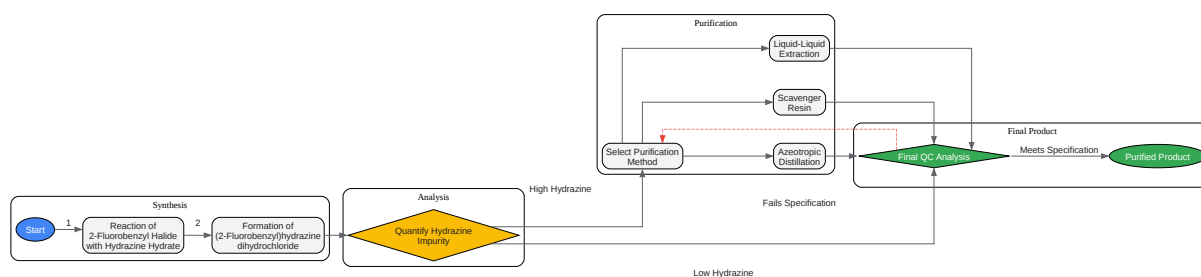 Synthesis
Start
1
Reaction of
2-Fluorobenzyl Halide
with Hydrazine Hydrate
2
Formation of
(2-Fluorobenzyl)hydrazine
dihydrochloride
Analysis
Quantify Hydrazine
Impurity
High Hydrazine
Low Hydrazine
Purification
Select Purification
Method
Liquid-Liquid
Extraction
Scavenger
Resin
Azeotropic
Distillation
Fails Specification
Final Product
Final QC Analysis
Meets Specification
Purified Product